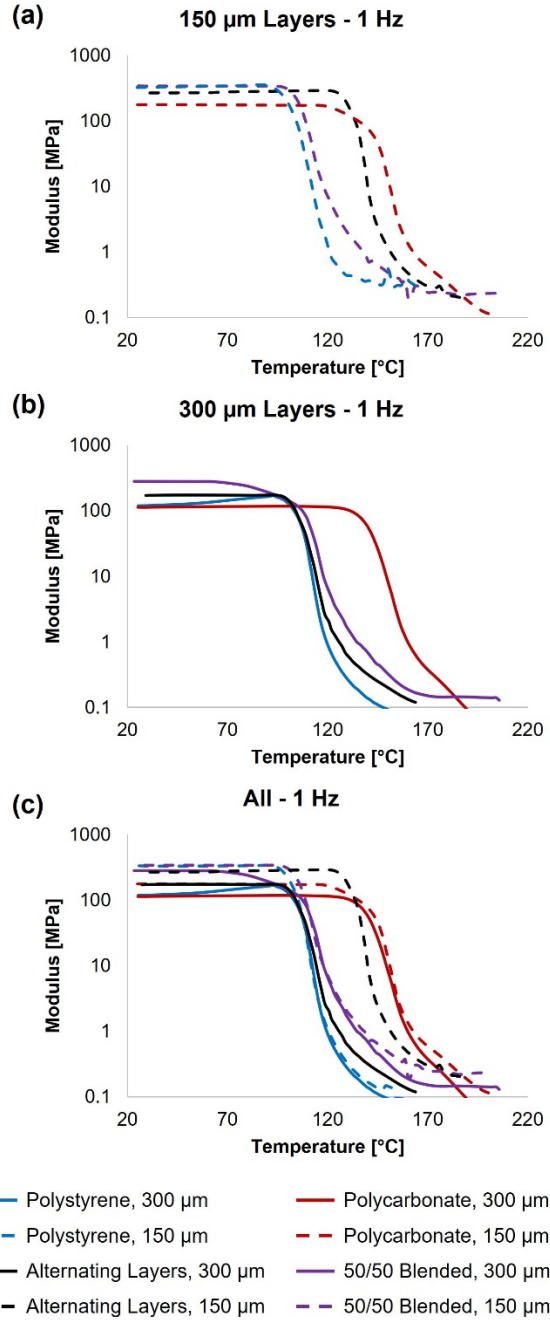 (a)
150 µm Layers - 1 Hz
1000
100
10
1
0.1
Modulus [MPa]
20 70 120 170 220
Temperature [°C]
(b)
300 µm Layers - 1 Hz
1000
100
10
1
0.1
Modulus [MPa]
20 70 120 170 220
Temperature [°C]
(c)
All - 1 Hz
1000
100
10
1
0.1
Modulus [MPa]
20 70 120 170 220
Temperature [°C]
Polystyrene, 300 µm
Polycarbonate, 300 µm
Polystyrene, 150 µm
Polycarbonate, 150 µm
Alternating Layers, 300 µm
50/50 Blended, 300 µm
Alternating Layers, 150 µm
50/50 Blended, 150 µm